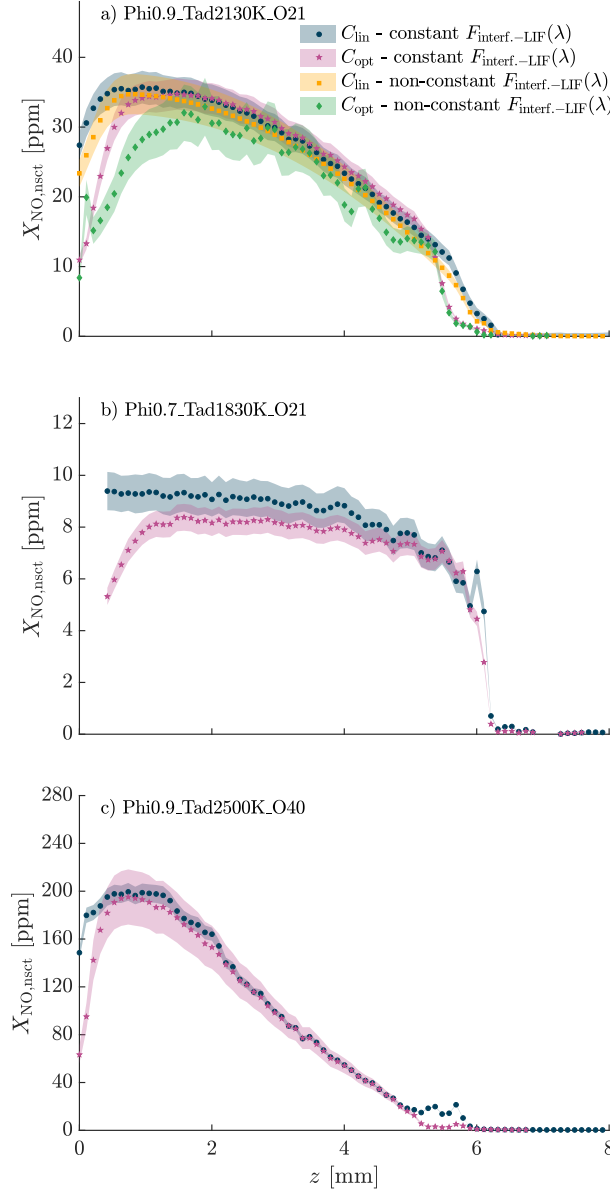 a) Phi0.9_Tad2130K_O21
C_lin - constant F_interf.−LIF(λ)
C_opt - constant F_interf.−LIF(λ)
C_lin - non-constant F_interf.−LIF(λ)
C_opt - non-constant F_interf.−LIF(λ)
40
30
20
10
0
X_NO,nsct [ppm]
b) Phi0.7_Tad1830K_O21
12
10
8
6
4
2
0
X_NO,nsct [ppm]
c) Phi0.9_Tad2500K_O40
280
240
200
160
120
80
40
0
X_NO,nsct [ppm]
0 2 4 6 8
z [mm]